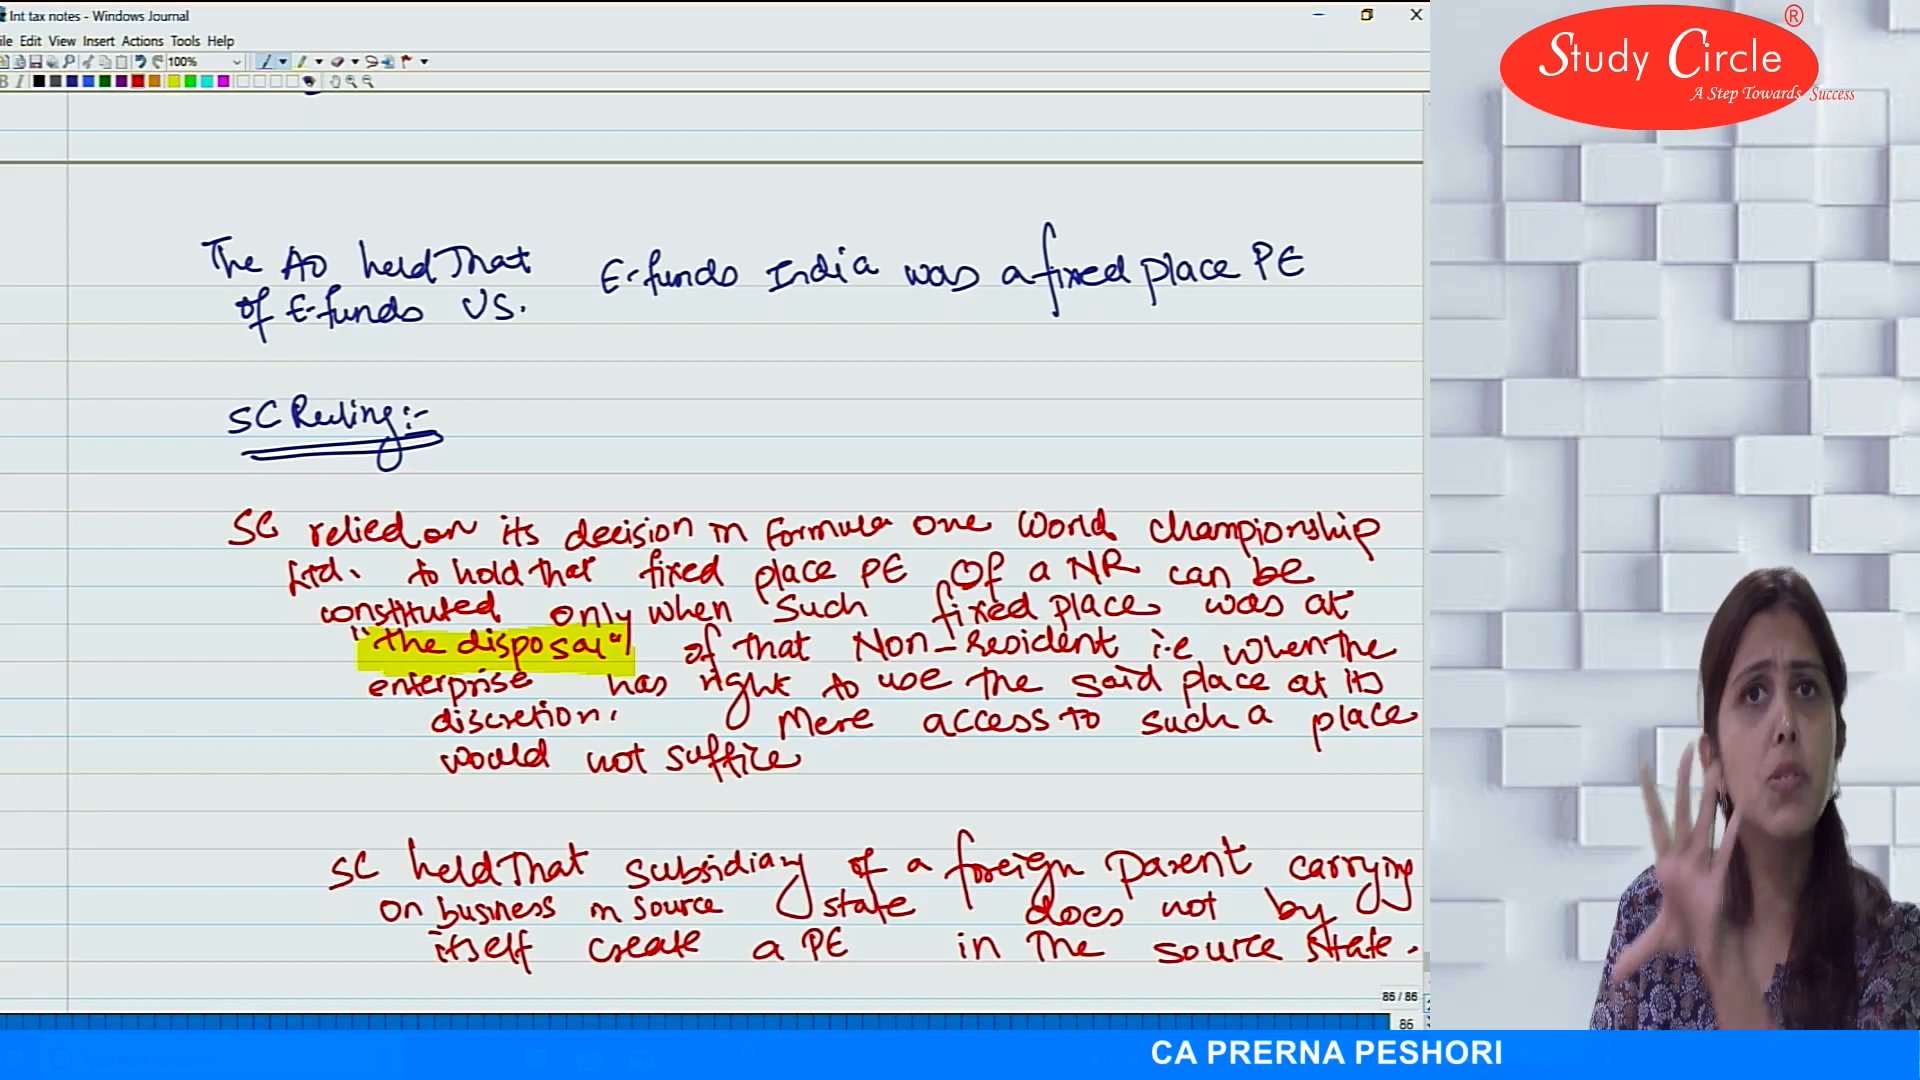 Int tax notes - Windows Journal
ile Edit View Insert Actions Tools Help
100%
B I
The AO held that E-funds India was a fixed place PE
of E-funds US.
SC Ruling:-
SC relied on its decision in Formula One World Championship
Ltd. to hold that fixed place PE of a NR can be
constituted only when such fixed place was at
"the disposal" of that Non-Resident i.e when the
enterprise has right to use the said place at its
discretion. Mere access to such a place
would not suffice
SC held that subsidiary of a foreign parent carrying
on business in source state does not by
itself create a PE in the source state.
86 / 86
86
Study Circle ®
A Step Towards Success
CA PRERNA PESHORI